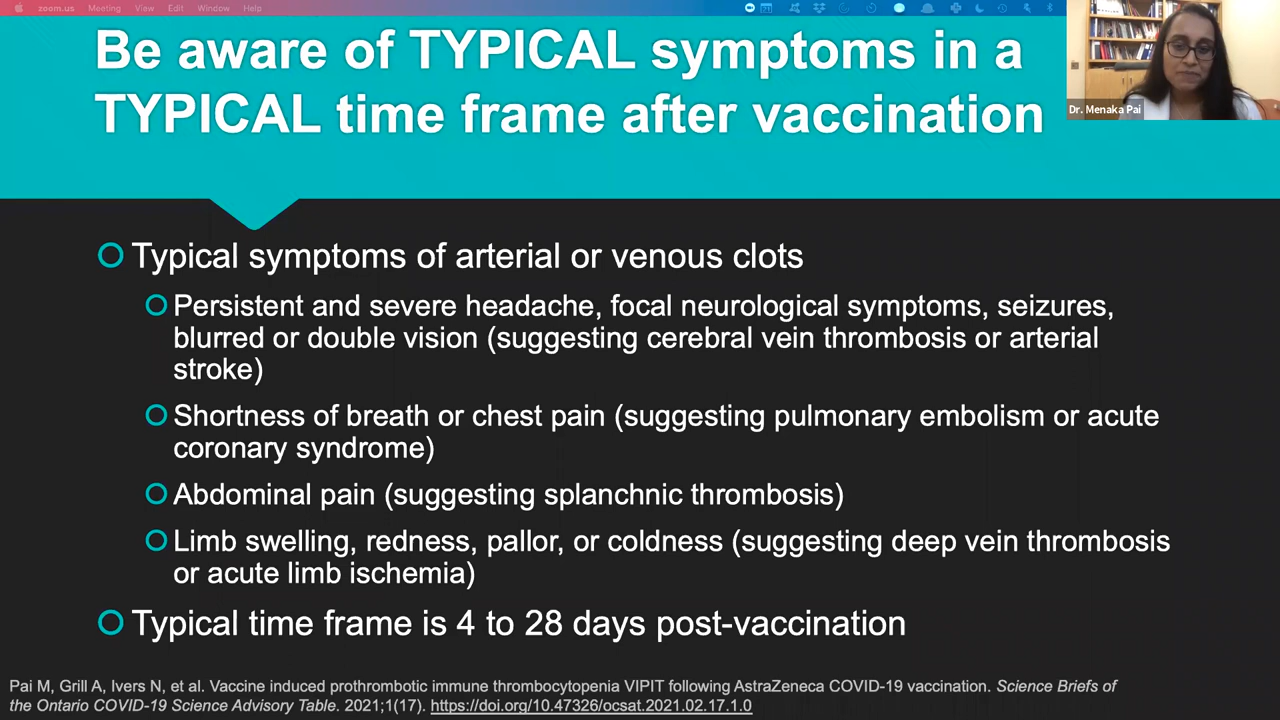 zoom.us Meeting View Edit Window Help
Be aware of TYPICAL symptoms in a
TYPICAL time frame after vaccination
Dr. Menaka Pai
Typical symptoms of arterial or venous clots
Persistent and severe headache, focal neurological symptoms, seizures,
blurred or double vision (suggesting cerebral vein thrombosis or arterial
stroke)
Shortness of breath or chest pain (suggesting pulmonary embolism or acute
coronary syndrome)
Abdominal pain (suggesting splanchnic thrombosis)
Limb swelling, redness, pallor, or coldness (suggesting deep vein thrombosis
or acute limb ischemia)
Typical time frame is 4 to 28 days post-vaccination
Pai M, Grill A, Ivers N, et al. Vaccine induced prothrombotic immune thrombocytopenia VIPIT following AstraZeneca COVID-19 vaccination. Science Briefs of
the Ontario COVID-19 Science Advisory Table. 2021;1(17). https://doi.org/10.47326/ocsat.2021.02.17.1.0